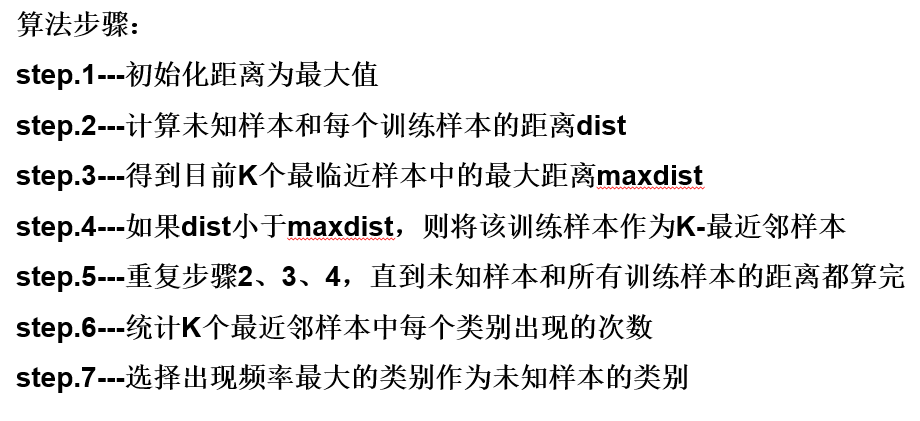 算法步骤：
step.1---初始化距离为最大值
step.2---计算未知样本和每个训练样本的距离dist
step.3---得到目前K个最临近样本中的最大距离maxdist
step.4---如果dist小于maxdist，则将该训练样本作为K-最近邻样本
step.5---重复步骤2、3、4，直到未知样本和所有训练样本的距离都算完
step.6---统计K个最近邻样本中每个类别出现的次数
step.7---选择出现频率最大的类别作为未知样本的类别